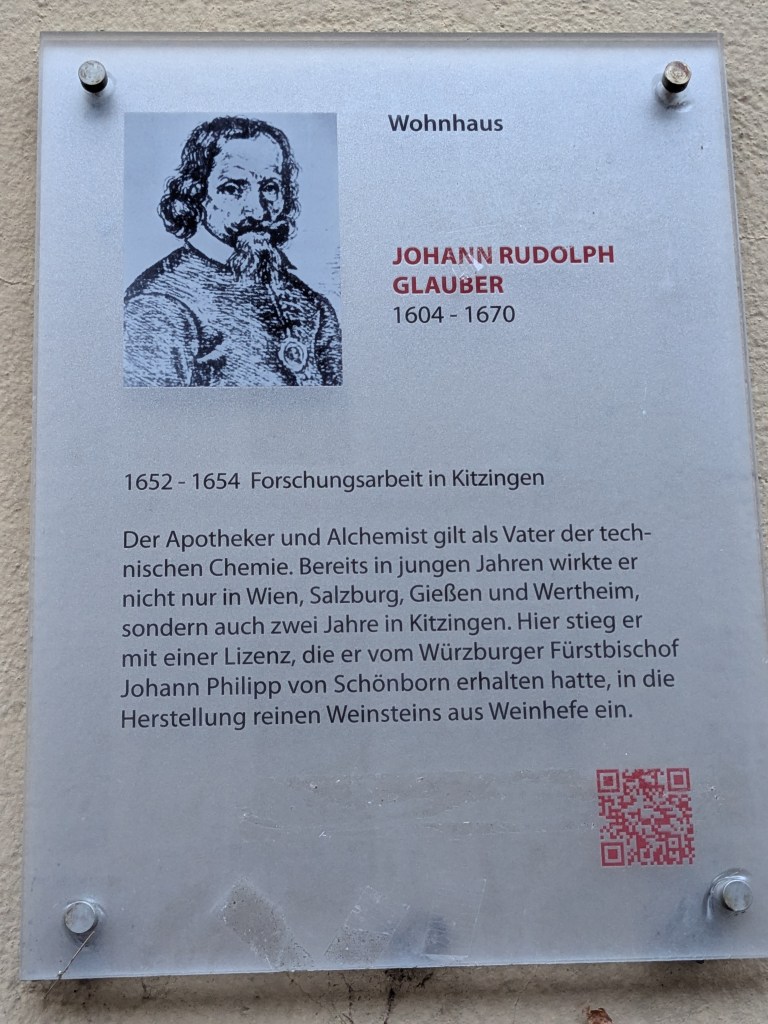 Wohnhaus
JOHANN RUDOLPH
GLAUBER
1604 - 1670
1652 - 1654 Forschungsarbeit in Kitzingen
Der Apotheker und Alchemist gilt als Vater der tech-
nischen Chemie. Bereits in jungen Jahren wirkte er
nicht nur in Wien, Salzburg, Gießen und Wertheim,
sondern auch zwei Jahre in Kitzingen. Hier stieg er
mit einer Lizenz, die er vom Würzburger Fürstbischof
Johann Philipp von Schönborn erhalten hatte, in die
Herstellung reinen Weinsteins aus Weinhefe ein.